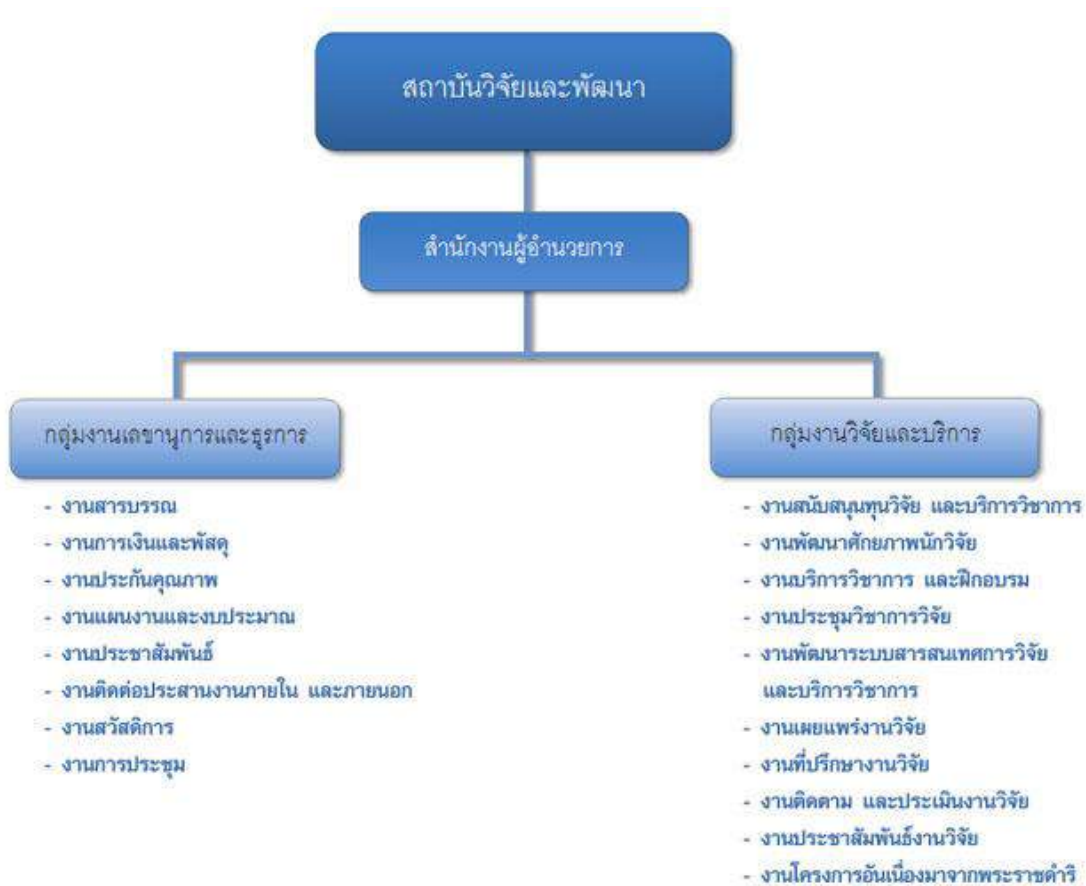 สถาบันวิจัยและพัฒนา
สำนักงานผู้อำนวยการ
กลุ่มงานเลขานุการและธุรการ
- งานสารบรรณ
- งานการเงินและพัสดุ
- งานประกันคุณภาพ
- งานแผนงานและงบประมาณ
- งานประชาสัมพันธ์
- งานติดต่อประสานงานภายใน และภายนอก
- งานสวัสดิการ
- งานการประชุม
กลุ่มงานวิจัยและบริการ
- งานสนับสนุนทุนวิจัย และบริการวิชาการ
- งานพัฒนาศักยภาพนักวิจัย
- งานบริการวิชาการ และฝึกอบรม
- งานประชุมวิชาการวิจัย
- งานพัฒนาระบบสารสนเทศการวิจัย
และบริการวิชาการ
- งานเผยแพร่งานวิจัย
- งานที่ปรึกษางานวิจัย
- งานติดตาม และประเมินงานวิจัย
- งานประชาสัมพันธ์งานวิจัย
- งานโครงการอันเนื่องมาจากพระราชดำริ